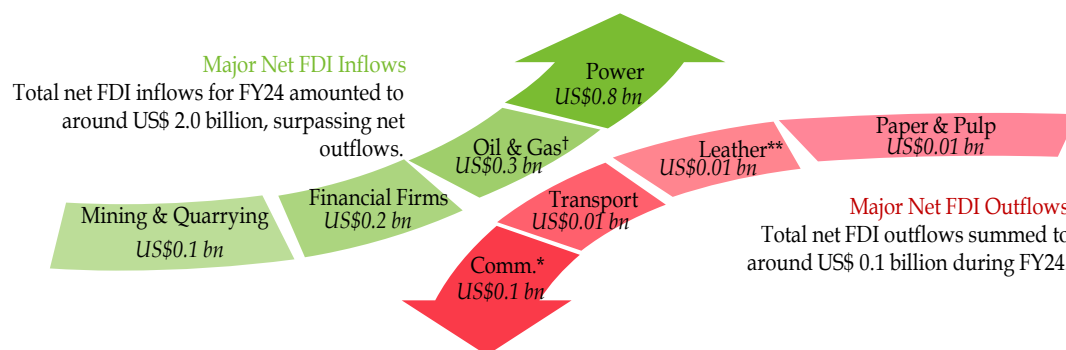 Major Net FDI Inflows
Total net FDI inflows for FY24 amounted to
around US$ 2.0 billion, surpassing net
outflows.
Power
US$0.8 bn
Oil & Gas†
US$0.3 bn
Financial Firms
US$0.2 bn
Mining & Quarrying
US$0.1 bn
Paper & Pulp
US$0.01 bn
Leather**
US$0.01 bn
Transport
US$0.01 bn
Comm.*
US$0.1 bn
Major Net FDI Outflows
Total net FDI outflows summed to
around US$ 0.1 billion during FY24